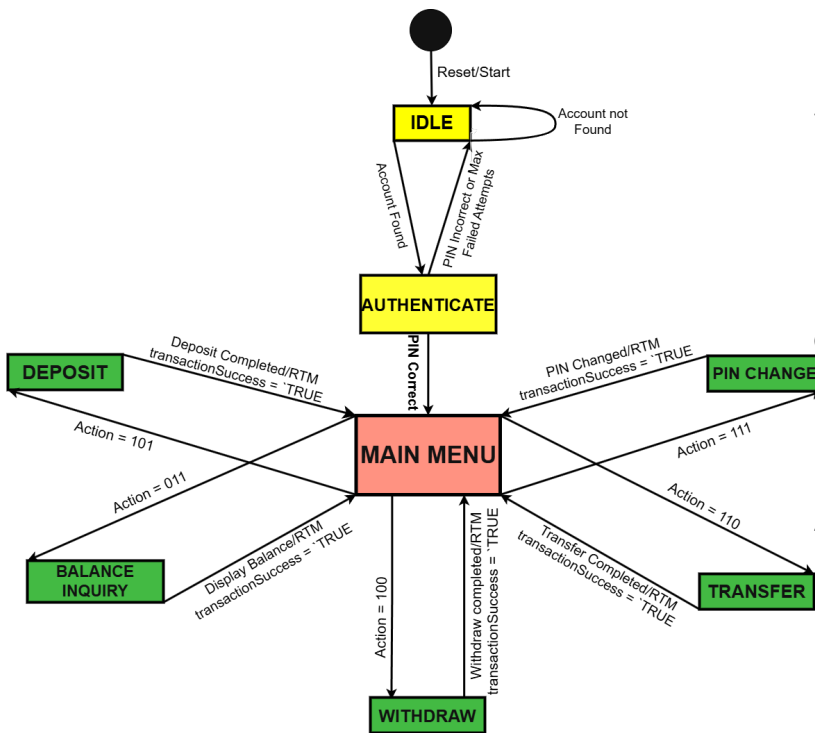 Reset/Start
IDLE
Account not
Found
Account Found
PIN Incorrect or Max
Failed Attempts
AUTHENTICATE
PIN Correct
Deposit Completed/RTM
transactionSuccess = `TRUE
DEPOSIT
PIN Changed/RTM
transactionSuccess = `TRUE
PIN CHANGE
Action = 101
MAIN MENU
Action = 111
Action = 011
Action = 110
BALANCE
INQUIRY
Display Balance/RTM
transactionSuccess = `TRUE
Action = 100
Withdraw completed/RTM
transactionSuccess = `TRUE
Transfer Completed/RTM
transactionSuccess = `TRUE
TRANSFER
WITHDRAW